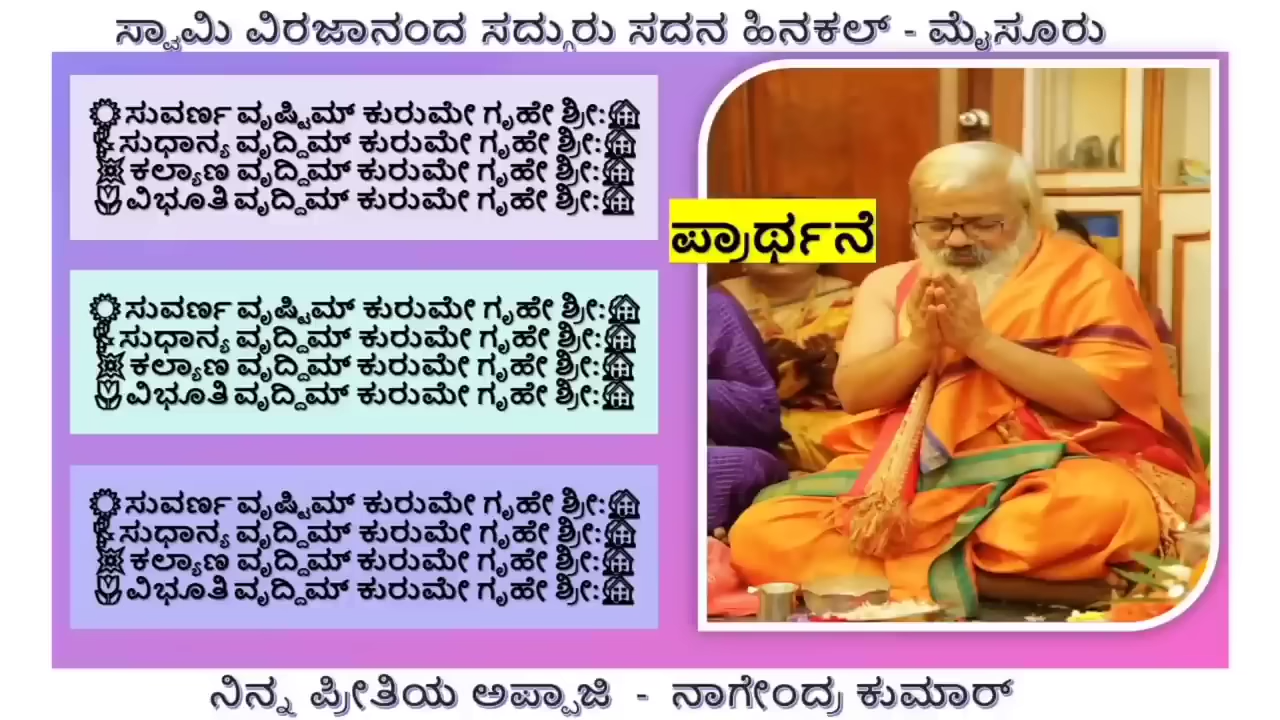 ಸ್ವಾಮಿ ವಿರಜಾನಂದ ಸದ್ಗುರು ಸದನ ಹಿನಕಲ್ - ಮೈಸೂರು
ಸುವರ್ಣ ವೃಷ್ಟಿಮ್ ಕುರುಮೇ ಗೃಹೇ ಶ್ರೀ:
ಸುಧಾನ್ಯ ವೃದ್ದಿಮ್ ಕುರುಮೇ ಗೃಹೇ ಶ್ರೀ:
ಕಲ್ಯಾಣ ವೃದ್ದಿಮ್ ಕುರುಮೇ ಗೃಹೇ ಶ್ರೀ:
ವಿಭೂತಿ ವೃದ್ದಿಮ್ ಕುರುಮೇ ಗೃಹೇ ಶ್ರೀ:
ಪ್ರಾರ್ಥನೆ
ಸುವರ್ಣ ವೃಷ್ಟಿಮ್ ಕುರುಮೇ ಗೃಹೇ ಶ್ರೀ:
ಸುಧಾನ್ಯ ವೃದ್ದಿಮ್ ಕುರುಮೇ ಗೃಹೇ ಶ್ರೀ:
ಕಲ್ಯಾಣ ವೃದ್ದಿಮ್ ಕುರುಮೇ ಗೃಹೇ ಶ್ರೀ:
ವಿಭೂತಿ ವೃದ್ದಿಮ್ ಕುರುಮೇ ಗೃಹೇ ಶ್ರೀ:
ಸುವರ್ಣ ವೃಷ್ಟಿಮ್ ಕುರುಮೇ ಗೃಹೇ ಶ್ರೀ:
ಸುಧಾನ್ಯ ವೃದ್ದಿಮ್ ಕುರುಮೇ ಗೃಹೇ ಶ್ರೀ:
ಕಲ್ಯಾಣ ವೃದ್ದಿಮ್ ಕುರುಮೇ ಗೃಹೇ ಶ್ರೀ:
ವಿಭೂತಿ ವೃದ್ದಿಮ್ ಕುರುಮೇ ಗೃಹೇ ಶ್ರೀ:
ನಿನ್ನ ಪ್ರೀತಿಯ ಅಪ್ಪಾಜಿ - ನಾಗೇಂದ್ರ ಕುಮಾರ್